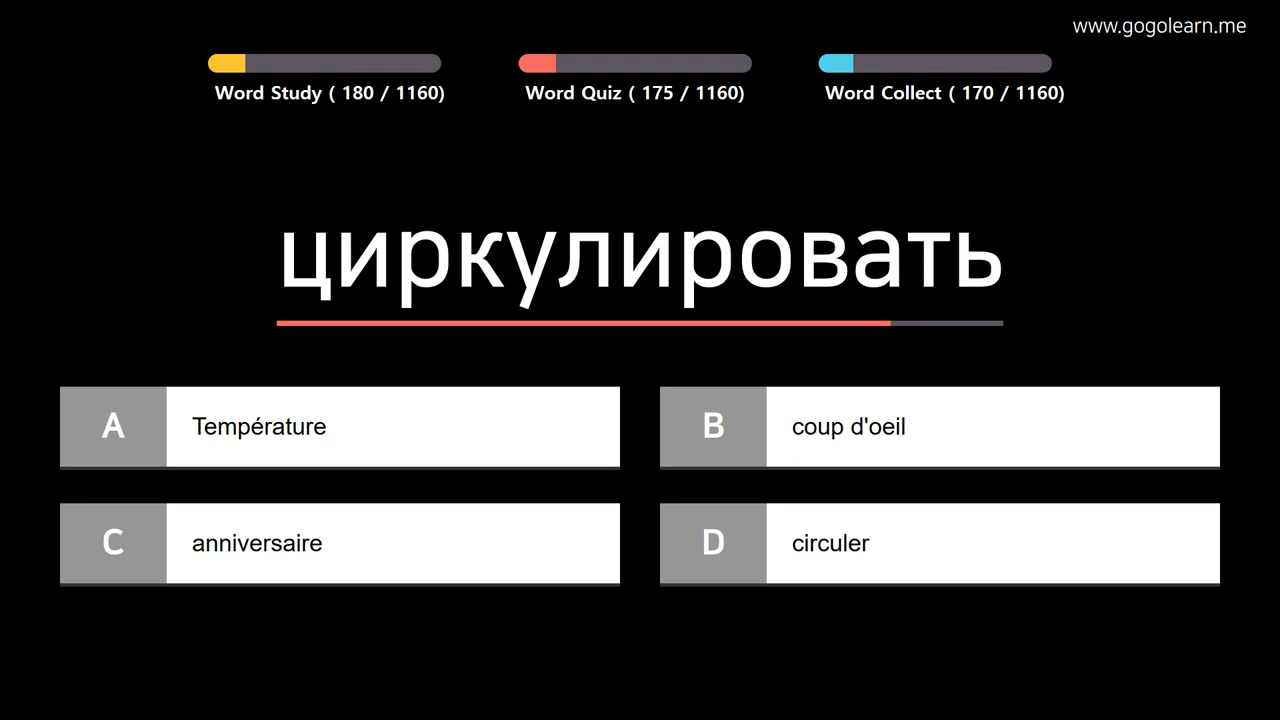 www.gogolearn.me
Word Study ( 180 / 1160)
Word Quiz ( 175 / 1160)
Word Collect ( 170 / 1160)
циркулировать
A Température
B coup d'oeil
C anniversaire
D circuler